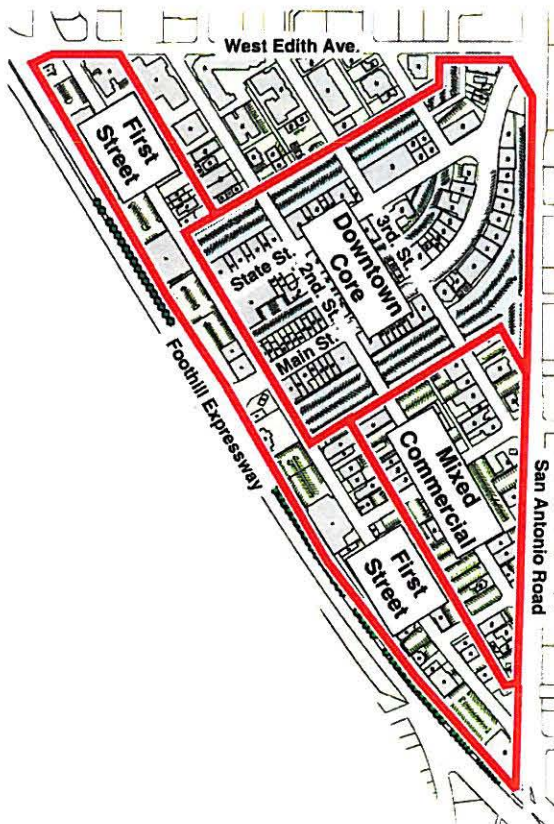 West Edith Ave.
First
Street
Downtown
Core
3rd. St.
State St.
2nd. St.
Main St.
Foothill Expressway
Mixed
Commercial
First
Street
San Antonio Road